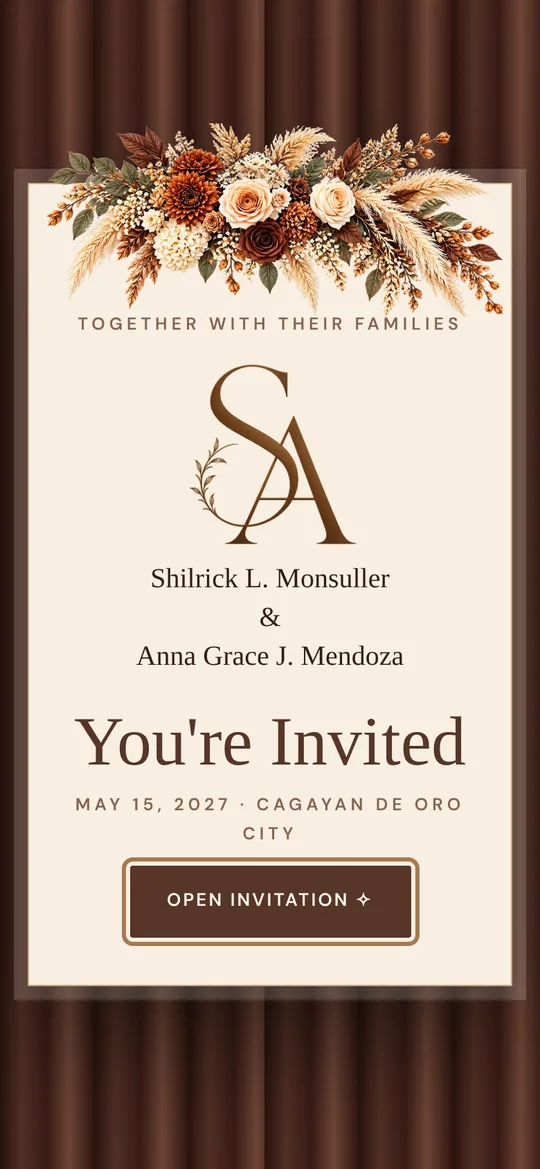 TOGETHER WITH THEIR FAMILIES
SA
Shilrick L. Monsuller
&
Anna Grace J. Mendoza
You're Invited
MAY 15, 2027 · CAGAYAN DE ORO
CITY
OPEN INVITATION ✧